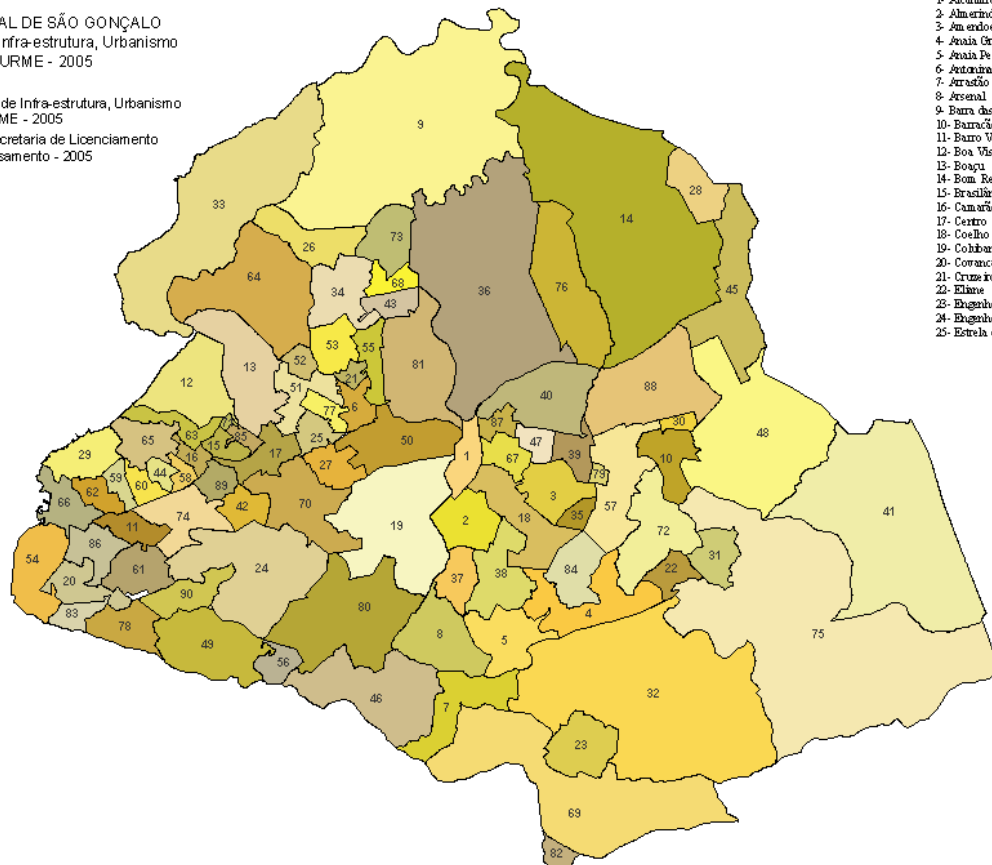 AL DE SÃO GONÇALO
nfra-estrutura, Urbanismo
URME - 2005
de Infra-estrutura, Urbanismo
ME - 2005
cretaria de Licenciamento
samento - 2005
2- Almerind
3- Amendoe
4- Anaia Gr
5- Anaia Pe
6- Antonina
7- Arrastão
8- Arsenal
9- Barra das
10- Barracão
11- Barro V
12- Boa Vis
13- Boaçu
14- Bom Re
15- Brasilân
16- Camarão
17- Centro
18- Coelho
19- Coluban
20- Covanca
21- Cruzeiro
22- Eliane
23- Engenho
24- Engenho
25- Estrela
9
33
28
14
73
26
45
64
68
36
76
34
43
53
55
52
81
13
21
12
51
88
40
77
6
30
87
25
48
65
63
85
50
47
15
17
1
29
16
39
67
10
27
44
58
59
60
89
79
62
3
66
42
70
57
41
35
74
2
18
19
11
72
86
31
54
61
24
84
22
20
37
38
90
80
83
4
78
8
75
5
49
56
32
46
7
23
69
82